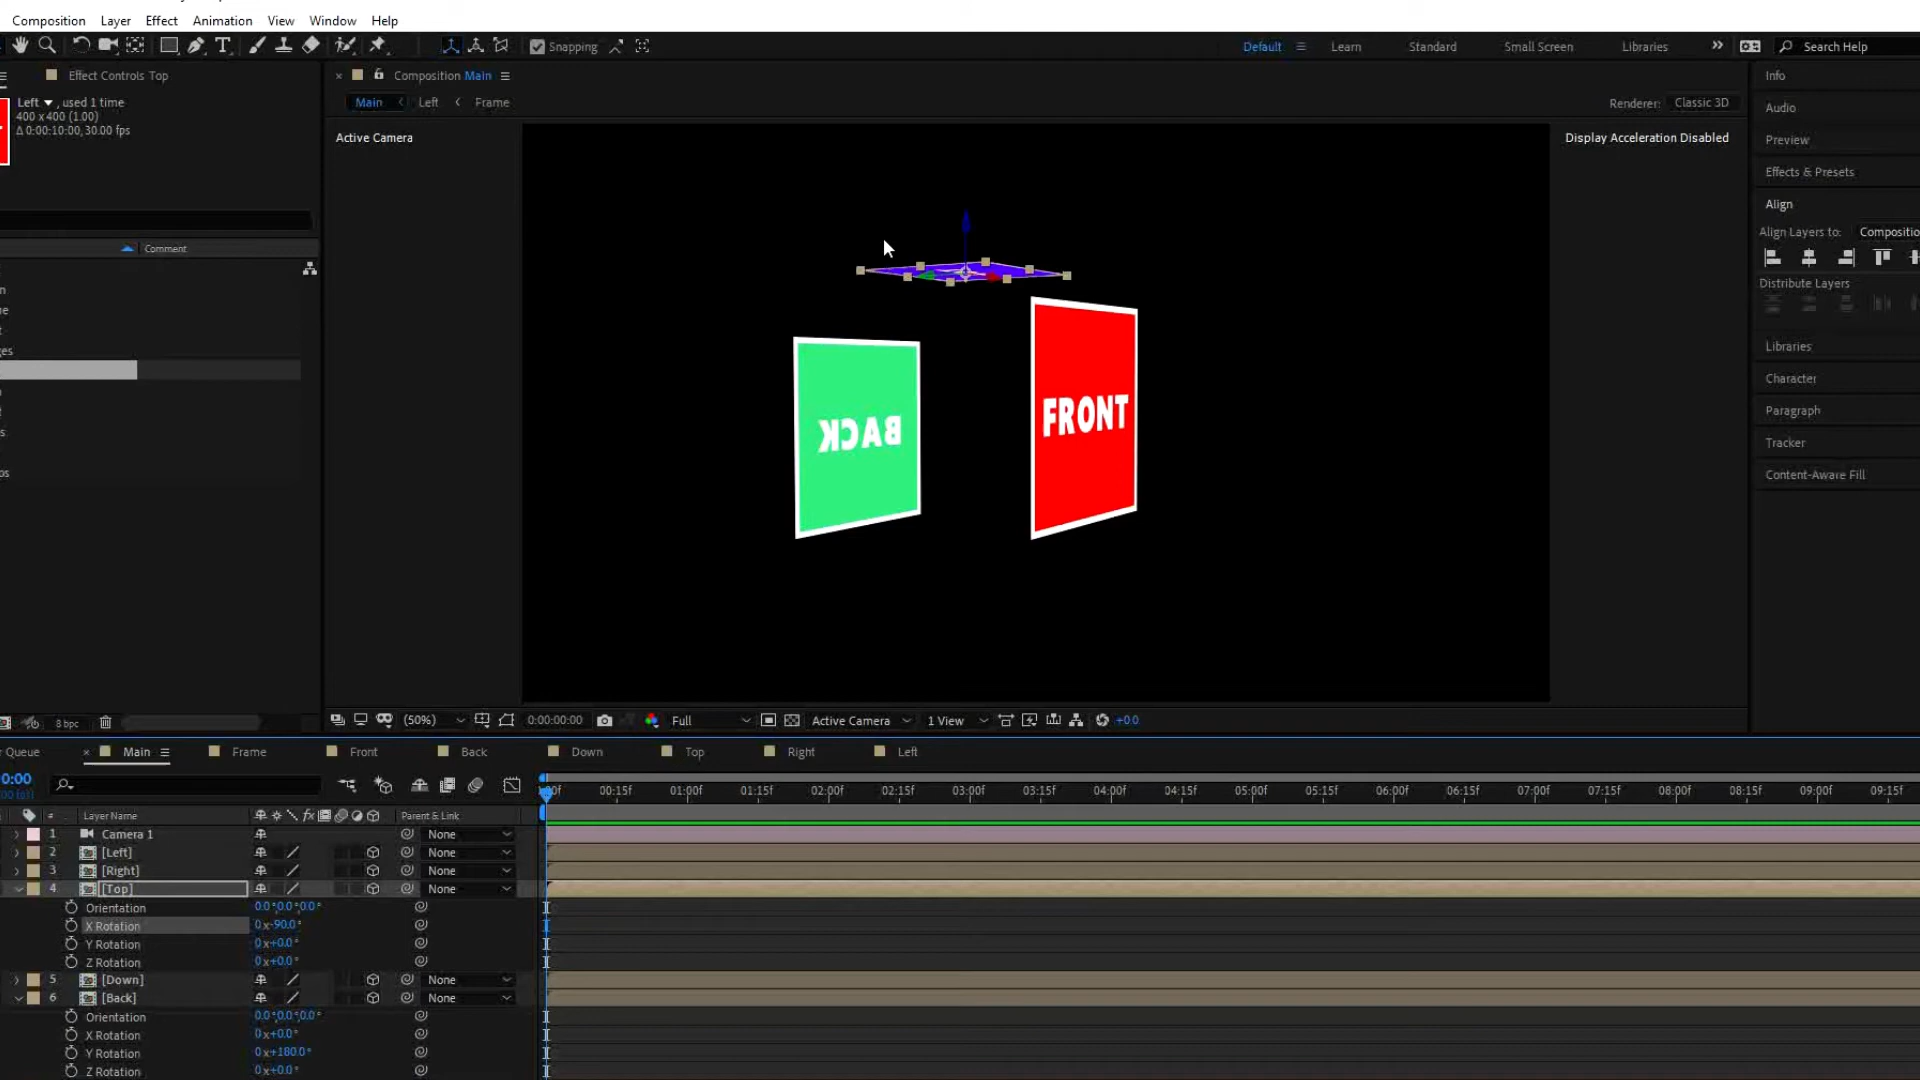 Composition Layer Effect Animation View Window Help
Snapping
Default Learn Standard Small Screen Libraries Search Help
Effect Controls Top
Composition Main
Info
Left , used 1 time
400 x 400 (1.00)
Δ 0:00:10:00, 30.00 fps
Main Left Frame
Renderer: Classic 3D
Audio
Active Camera
Display Acceleration Disabled
Preview
Effects & Presets
Align
Align Layers to: Compositio
Comment
Distribute Layers
Libraries
Character
Paragraph
Tracker
Content-Aware Fill
BACK
FRONT
8 bpc
(50%) 0:00:00:00 Full Active Camera 1 View +0.0
Queue Main Frame Front Back Down Top Right Left
0:00
00:15f 01:00f 01:15f 02:00f 02:15f 03:00f 03:15f 04:00f 04:15f 05:00f 05:15f 06:00f 06:15f 07:00f 07:15f 08:00f 08:15f 09:00f 09:15f
# Layer Name Parent & Link
1 Camera 1 None
2 [Left] None
3 [Right] None
4 [Top] None
Orientation 0.0°,0.0°,0.0°
X Rotation 0x-90.0°
Y Rotation 0x+0.0°
Z Rotation 0x+0.0°
5 [Down] None
6 [Back] None
Orientation 0.0°,0.0°,0.0°
X Rotation 0x+0.0°
Y Rotation 0x+180.0°
Z Rotation 0x+0.0°